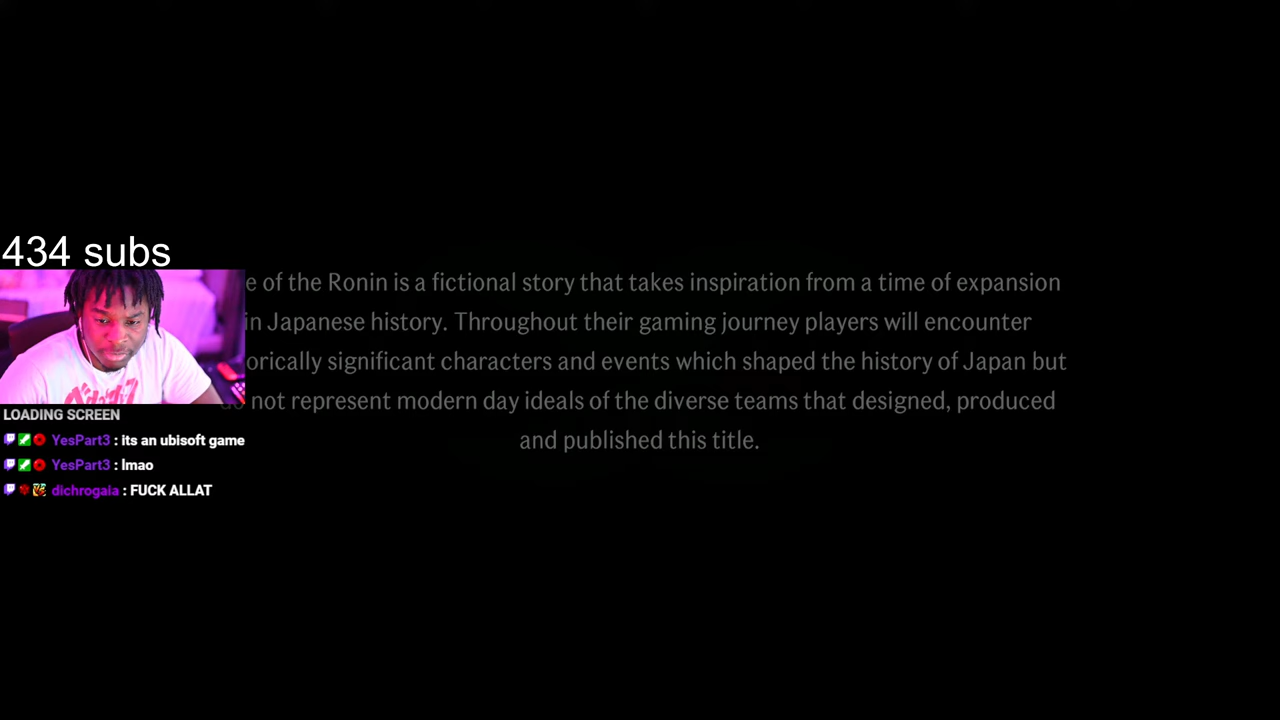 434 subs
e of the Ronin is a fictional story that takes inspiration from a time of expansion
in Japanese history. Throughout their gaming journey players will encounter
orically significant characters and events which shaped the history of Japan but
do not represent modern day ideals of the diverse teams that designed, produced
and published this title.
LOADING SCREEN
YesPart3 : its an ubisoft game
YesPart3 : lmao
dichrogaia : FUCK ALLAT